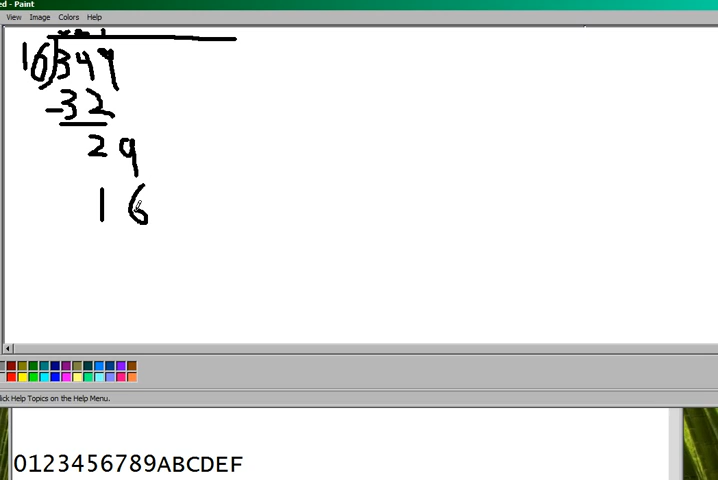 ed - Paint
View Image Colors Help
16)349
-32
29
16
lick Help Topics on the Help Menu.
0123456789ABCDEF